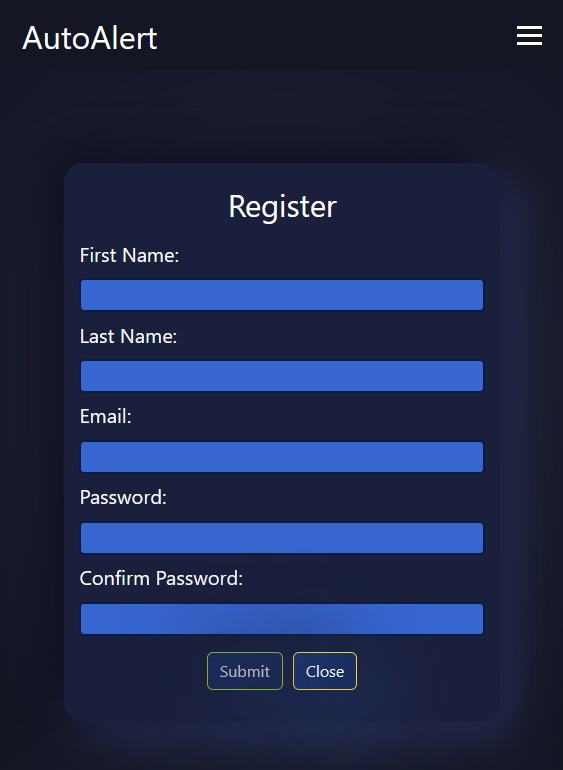 AutoAlert
Register
First Name:
Last Name:
Email:
Password:
Confirm Password:
Submit Close